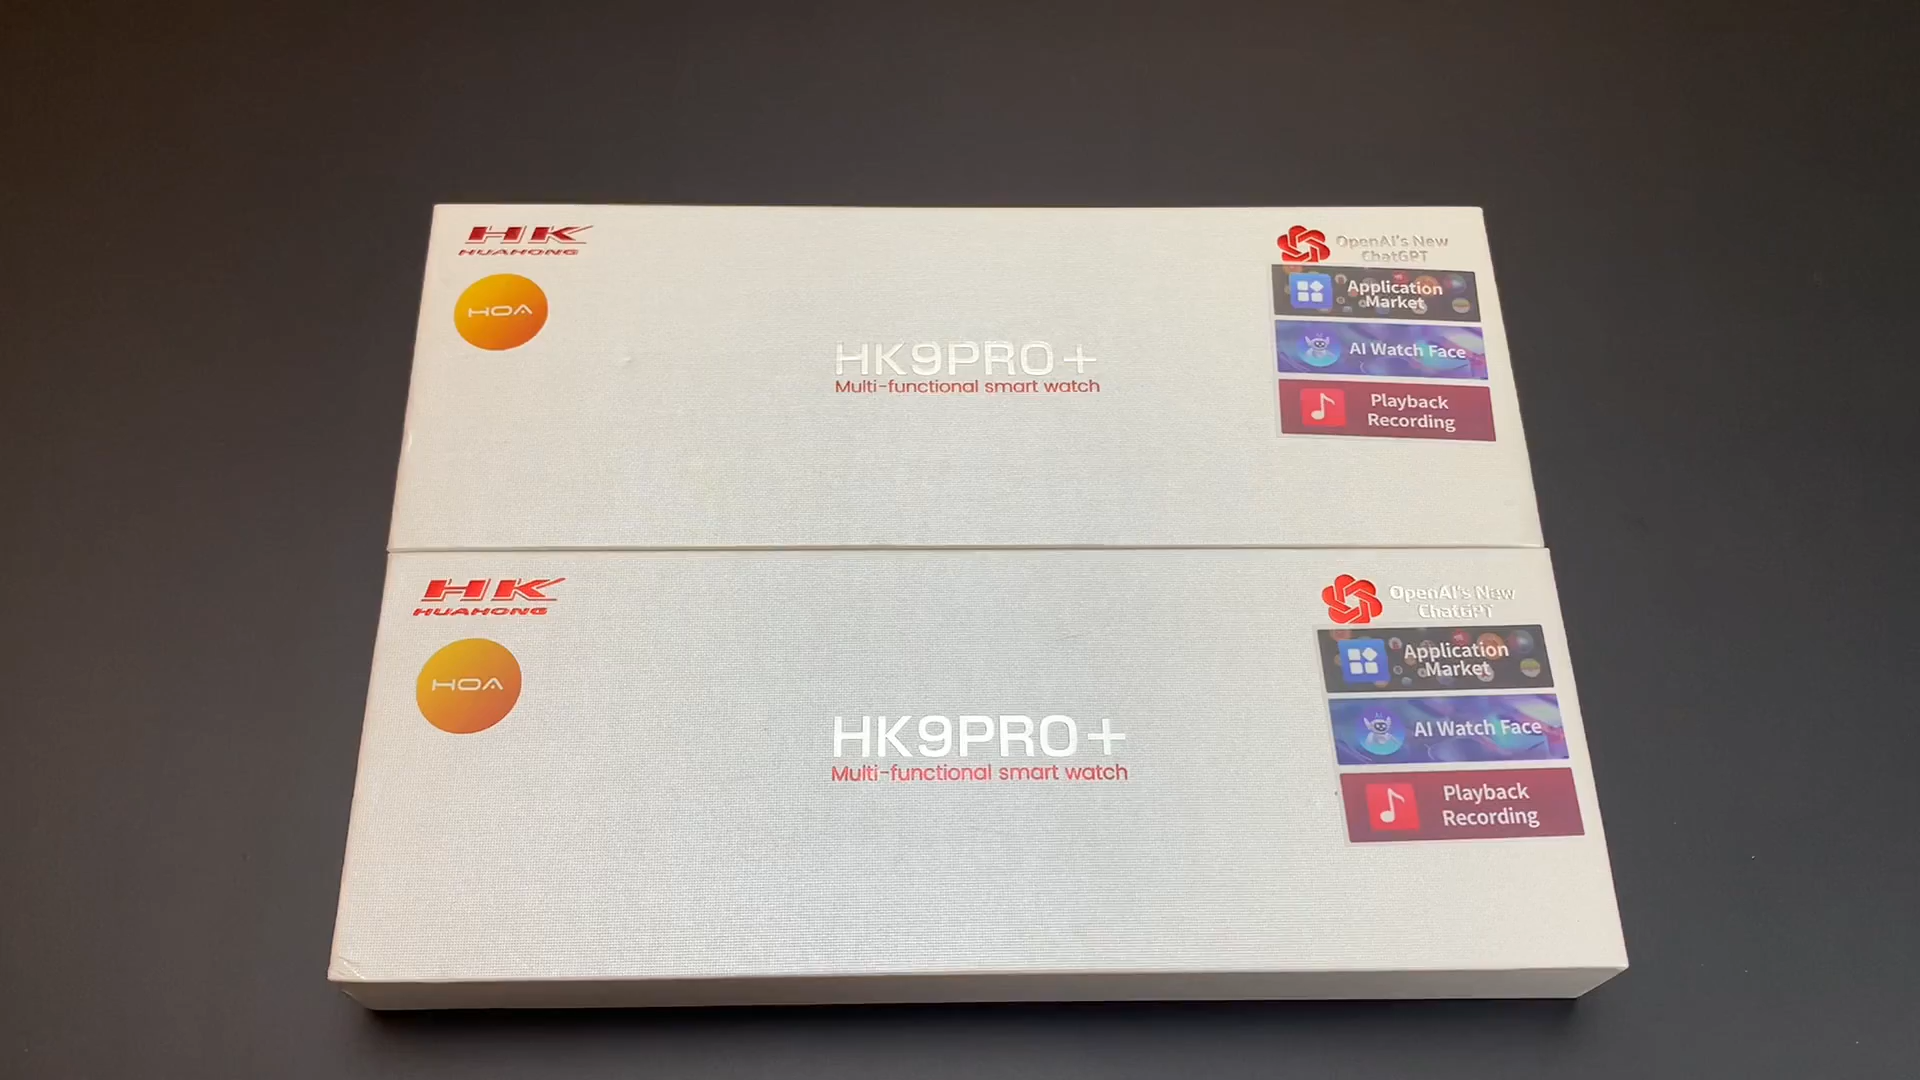 HK
HUAHONG
HOA
HK9PRO+
Multi-functional smart watch
OpenAI's New
ChatGPT
Application
Market
AI Watch Face
Playback
Recording
HK
HUAHONG
HOA
HK9PRO+
Multi-functional smart watch
OpenAI's New
ChatGPT
Application
Market
AI Watch Face
Playback
Recording